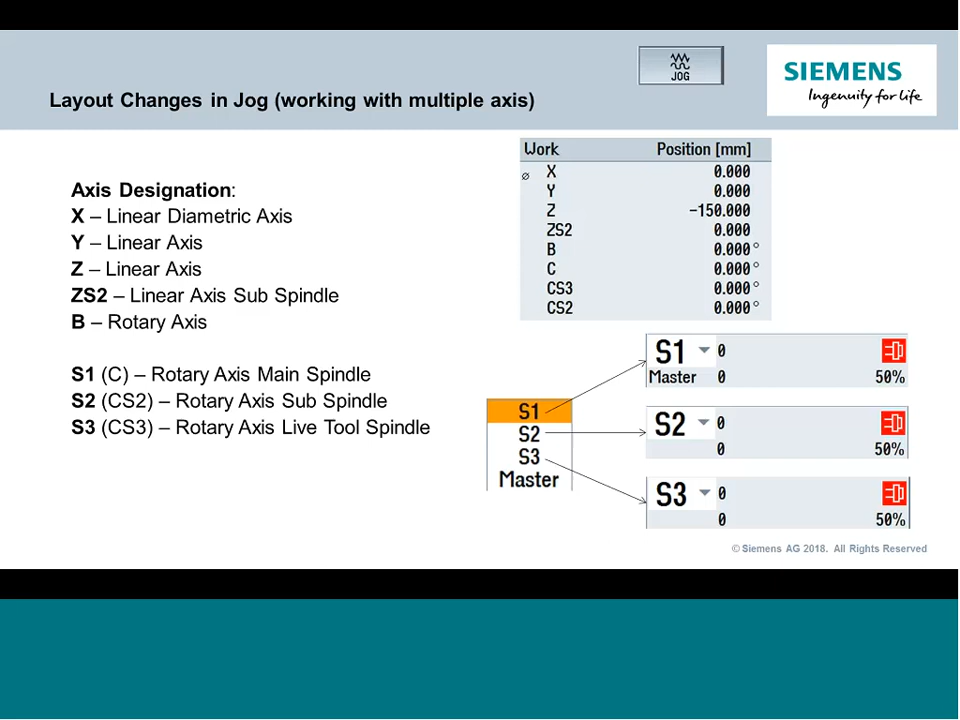 JOG
SIEMENS
Ingenuity for life
Layout Changes in Jog (working with multiple axis)
Axis Designation:
X – Linear Diametric Axis
Y – Linear Axis
Z – Linear Axis
ZS2 – Linear Axis Sub Spindle
B – Rotary Axis
S1 (C) – Rotary Axis Main Spindle
S2 (CS2) – Rotary Axis Sub Spindle
S3 (CS3) – Rotary Axis Live Tool Spindle
Work Position [mm]
⌀ X 0.000
Y 0.000
Z -150.000
ZS2 0.000
B 0.000°
C 0.000°
CS3 0.000°
CS2 0.000°
S1
S2
S3
Master
S1 0
Master 0 50%
S2 0
0 50%
S3 0
0 50%
© Siemens AG 2018. All Rights Reserved